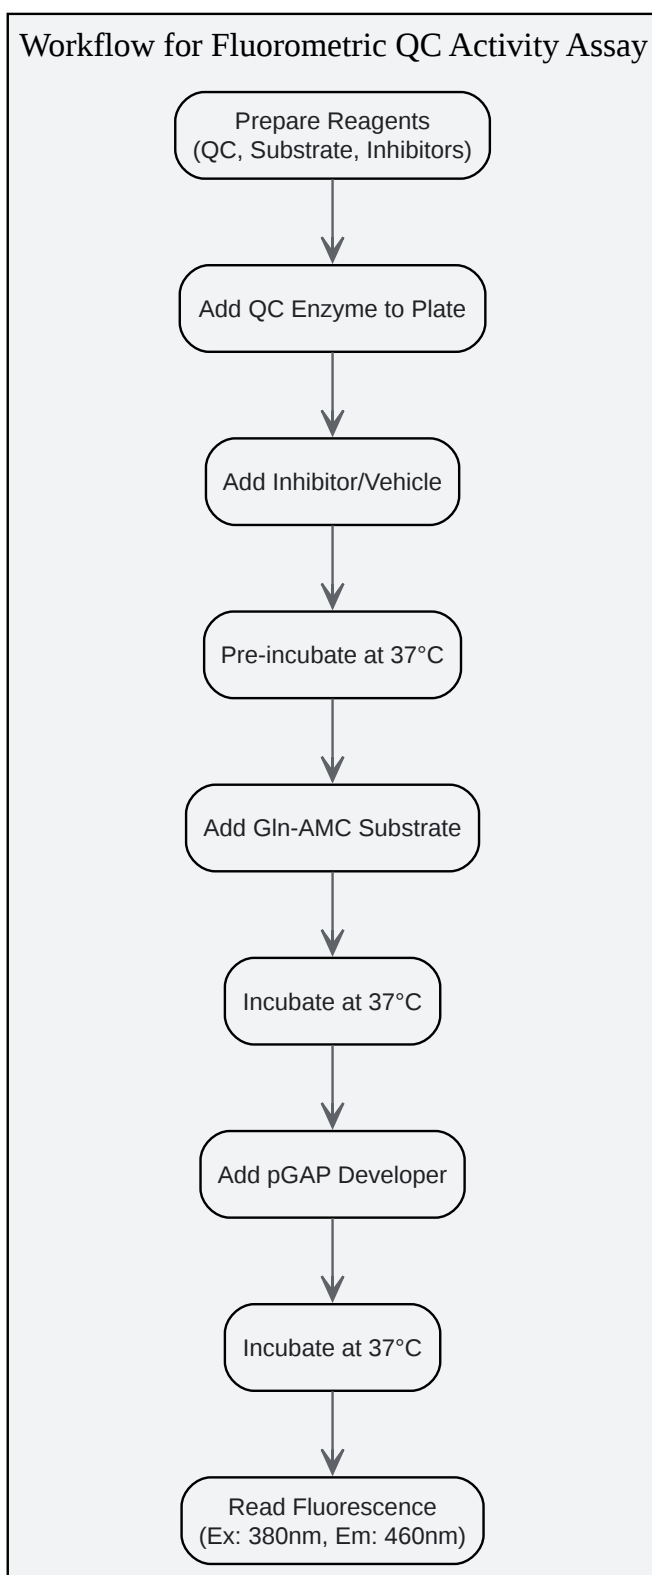 Workflow for Fluorometric QC Activity Assay
Prepare Reagents
(QC, Substrate, Inhibitors)
Add QC Enzyme to Plate
Add Inhibitor/Vehicle
Pre-incubate at 37°C
Add Gln-AMC Substrate
Incubate at 37°C
Add pGAP Developer
Incubate at 37°C
Read Fluorescence
(Ex: 380nm, Em: 460nm)